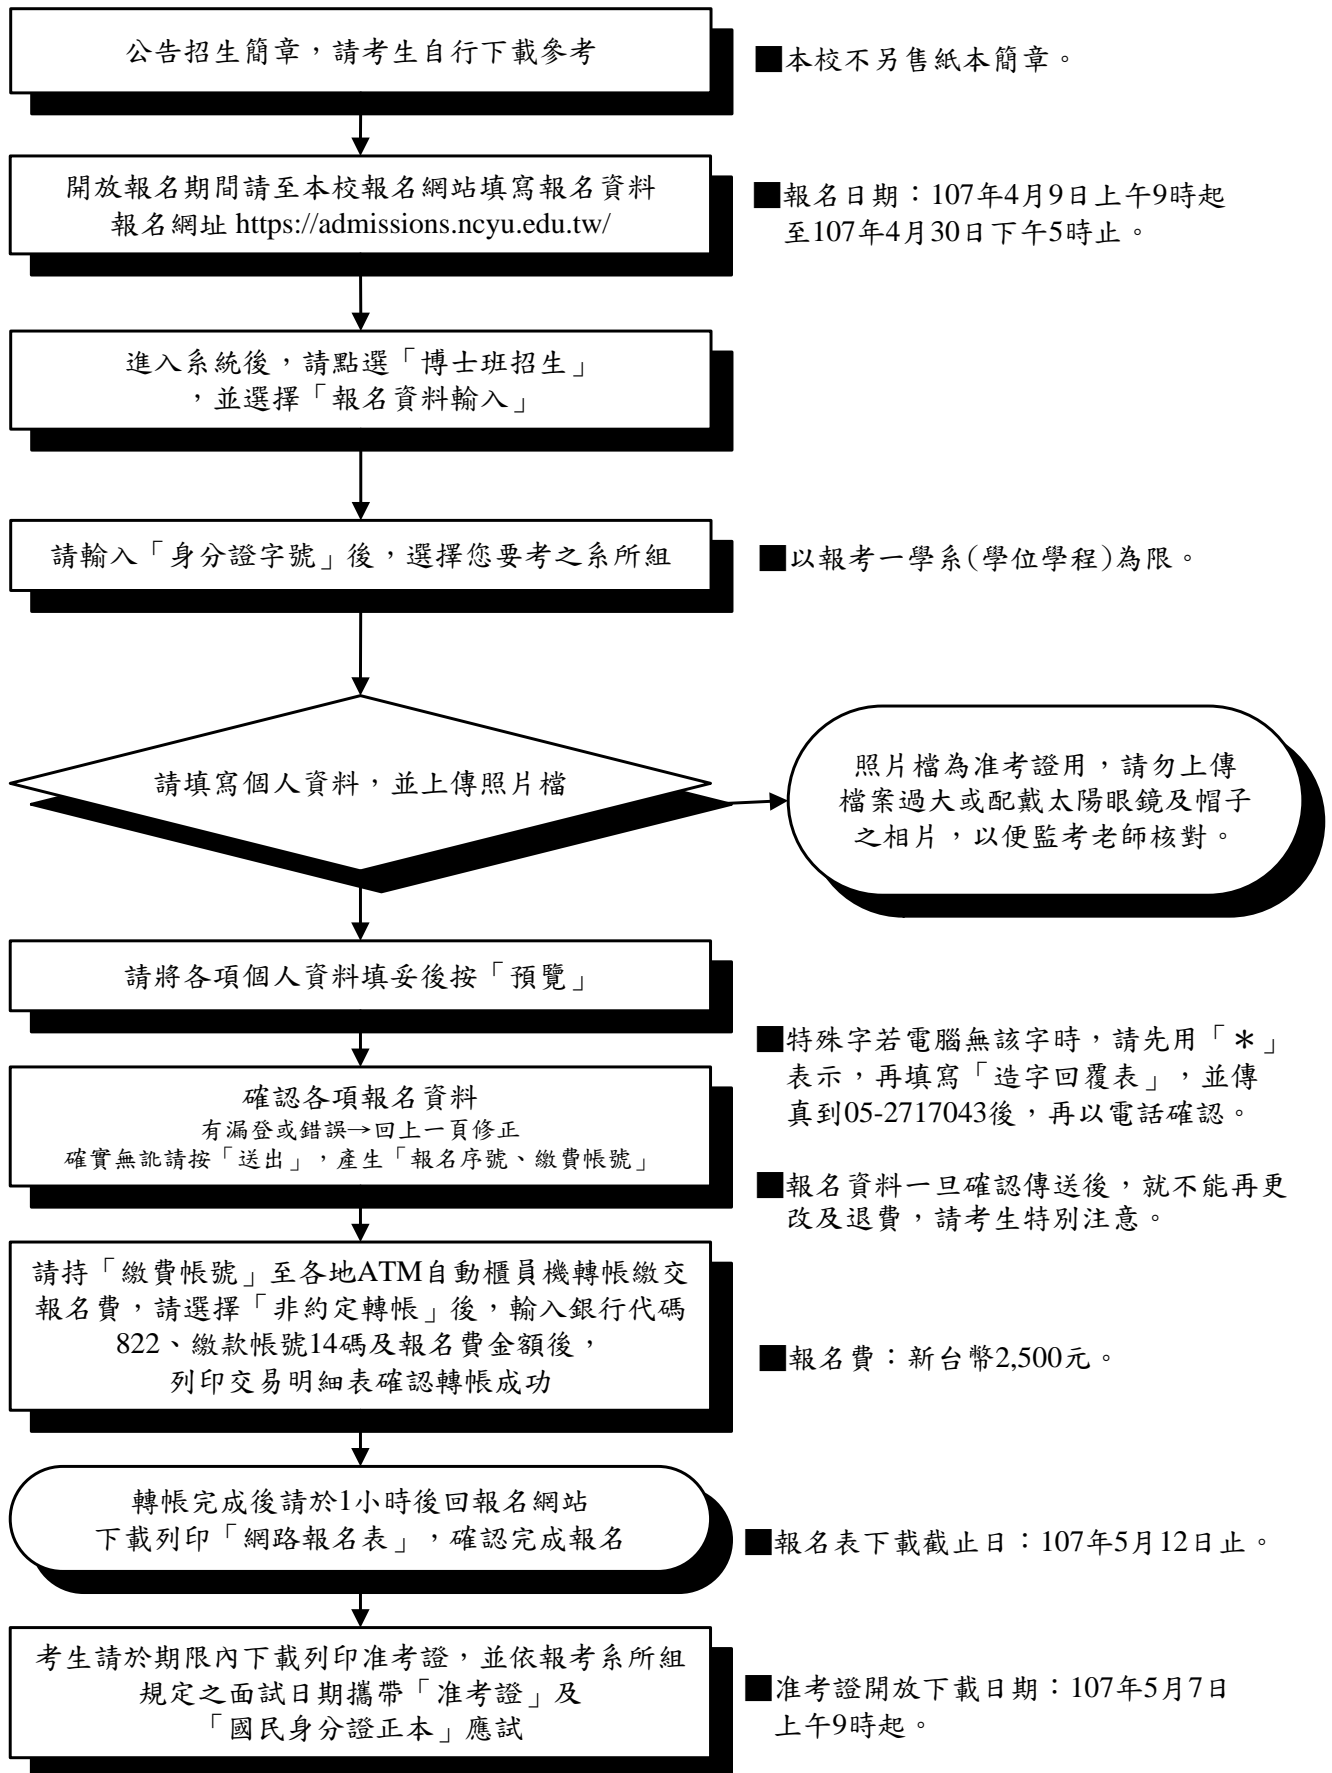 公告招生簡章，請考生自行下載參考
■本校不另售紙本簡章。
開放報名期間請至本校報名網站填寫報名資料
報名網址 https://admissions.ncyu.edu.tw/
■報名日期：107年4月9日上午9時起
至107年4月30日下午5時止。
進入系統後，請點選「博士班招生」
，並選擇「報名資料輸入」
請輸入「身分證字號」後，選擇您要考之系所組
■以報考一學系(學位學程)為限。
請填寫個人資料，並上傳照片檔
照片檔為准考證用，請勿上傳
檔案過大或配戴太陽眼鏡及帽子
之相片，以便監考老師核對。
請將各項個人資料填妥後按「預覽」
■特殊字若電腦無該字時，請先用「＊」
表示，再填寫「造字回覆表」，並傳
真到05-2717043後，再以電話確認。
確認各項報名資料
有漏登或錯誤→回上一頁修正
確實無訛請按「送出」，產生「報名序號、繳費帳號」
■報名資料一旦確認傳送後，就不能再更
改及退費，請考生特別注意。
請持「繳費帳號」至各地ATM自動櫃員機轉帳繳交
報名費，請選擇「非約定轉帳」後，輸入銀行代碼
822、繳款帳號14碼及報名費金額後，
列印交易明細表確認轉帳成功
■報名費：新台幣2,500元。
轉帳完成後請於1小時後回報名網站
下載列印「網路報名表」，確認完成報名
■報名表下載截止日：107年5月12日止。
考生請於期限內下載列印准考證，並依報考系所組
規定之面試日期攜帶「准考證」及
「國民身分證正本」應試
■准考證開放下載日期：107年5月7日
上午9時起。